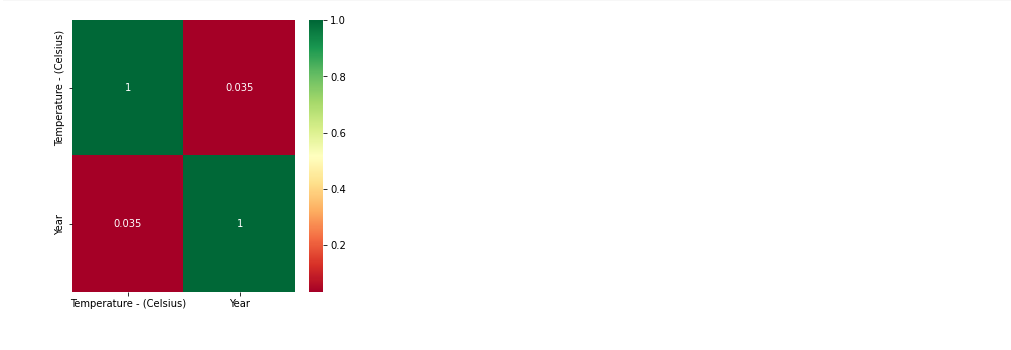 1.0
Temperature - (Celsius)
1
0.035
0.8
0.6
0.4
Year
0.035
1
0.2
Temperature - (Celsius)
Year